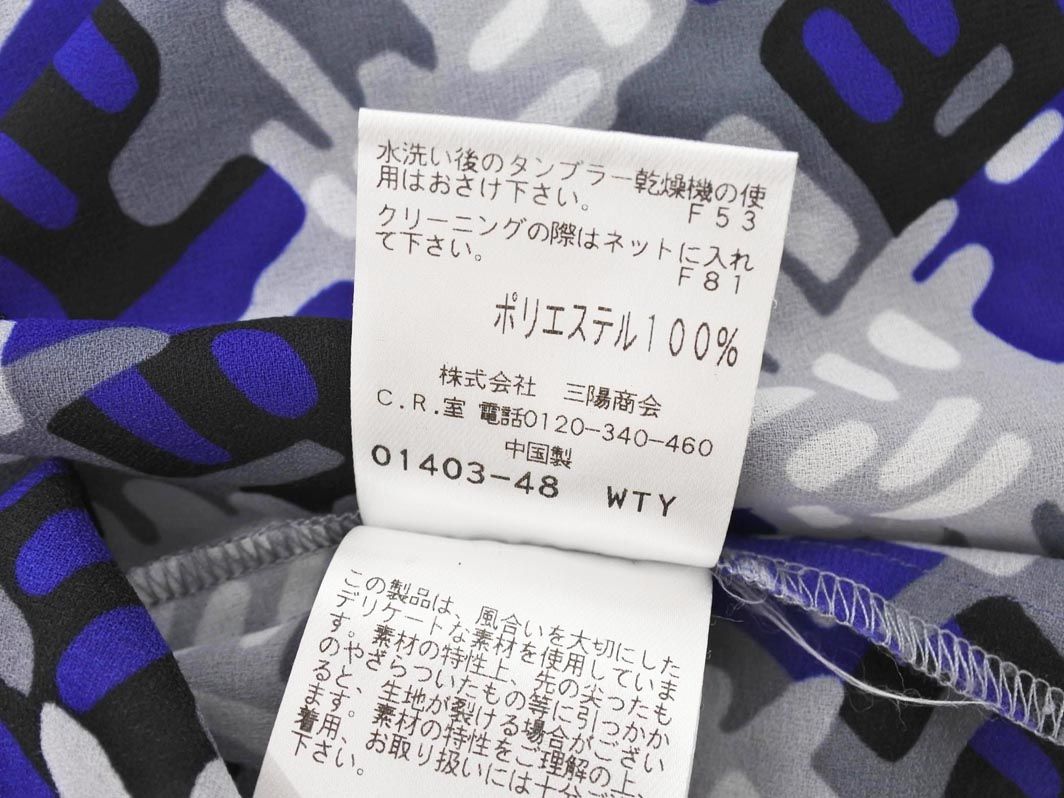 水洗い後のタンブラー乾燥機の使
用はおさけ下さい。
F53
クリーニングの際はネットに入れ
て下さい。
F81
ポリエステル100%
株式会社 三陽商会
C.R.室 電話0120-340-460
中国製
01403-48 WTY
この製品は、風合いを大切にした
デリケートな素材を使用していま
す。素材の特性上、先の尖ったも
のやざらついたもの等に引っかか
ると、生地が裂ける場合がござい
ます。素材の特性をご理解の上、
着用、お取り扱いには十分ご
下さい。